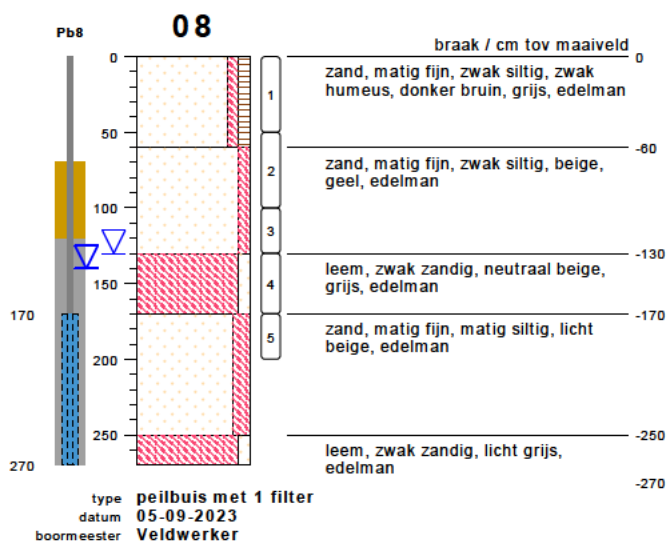 Pb8
08
braak / cm tov maaiveld
0
0
zand, matig fijn, zwak siltig, zwak
humeus, donker bruin, grijs, edelman
1
50
-60
zand, matig fijn, zwak siltig, beige,
geel, edelman
2
100
3
-130
leem, zwak zandig, neutraal beige,
grijs, edelman
4
150
170
-170
zand, matig fijn, matig siltig, licht
beige, edelman
5
200
250
-250
leem, zwak zandig, licht grijs,
edelman
270
-270
type peilbuis met 1 filter
datum 05-09-2023
boormeester Veldwerker